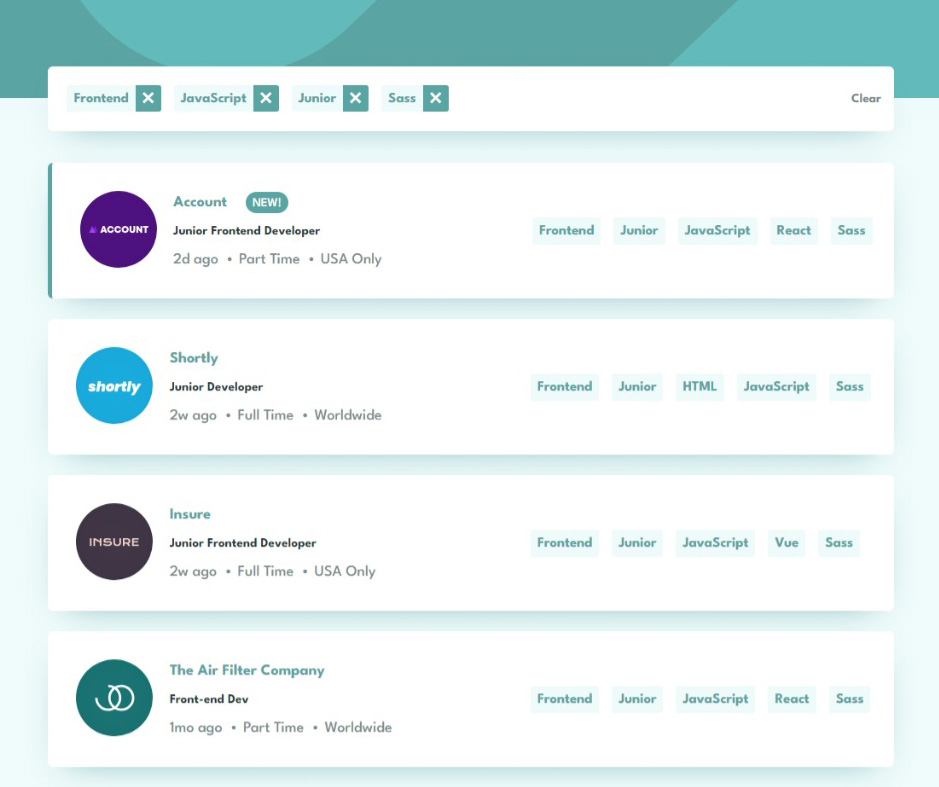 Frontend JavaScript Junior Sass Clear
ACCOUNT
Account NEW!
Junior Frontend Developer
2d ago • Part Time • USA Only
Frontend Junior JavaScript React Sass
shortly
Shortly
Junior Developer
2w ago • Full Time • Worldwide
Frontend Junior HTML JavaScript Sass
INSURE
Insure
Junior Frontend Developer
2w ago • Full Time • USA Only
Frontend Junior JavaScript Vue Sass
The Air Filter Company
Front-end Dev
1mo ago • Part Time • Worldwide
Frontend Junior JavaScript React Sass